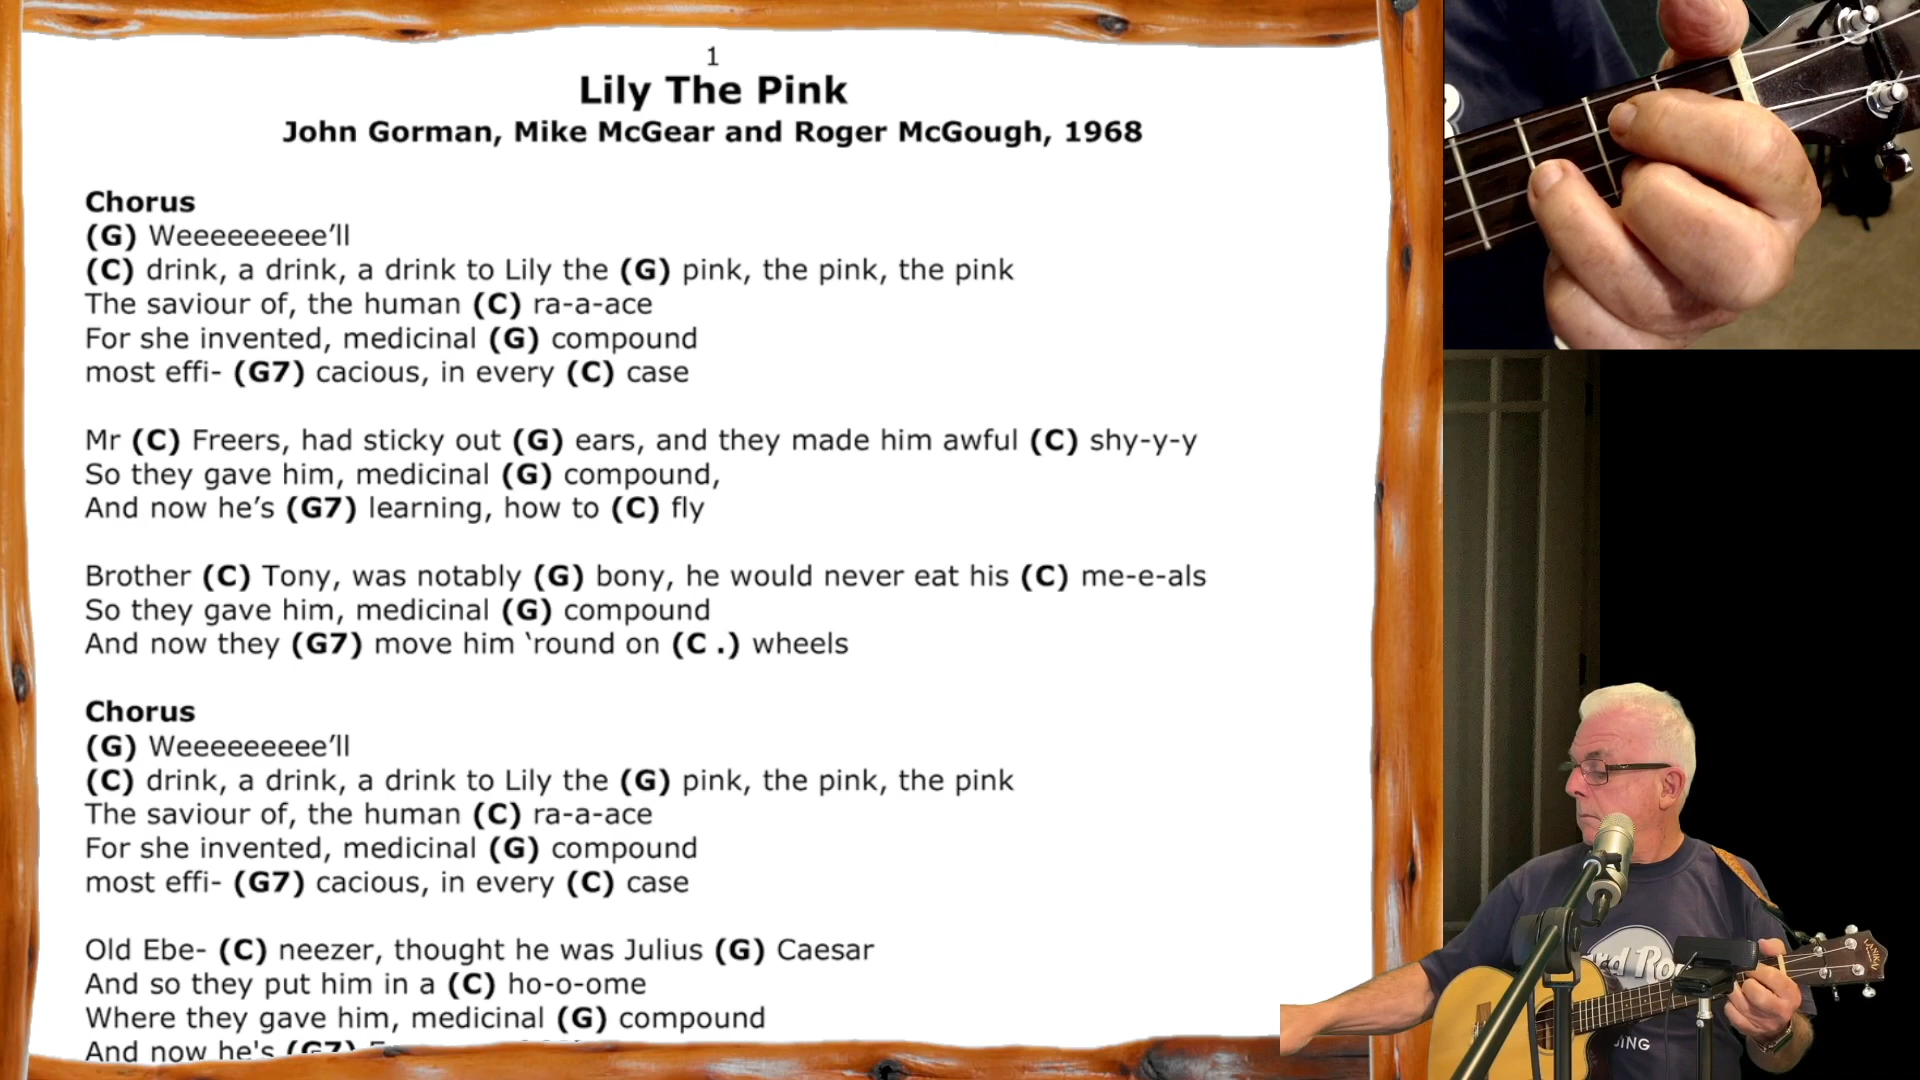 1
Lily The Pink
John Gorman, Mike McGear and Roger McGough, 1968
Chorus
(G) Weeeeeeeee’ll
(C) drink, a drink, a drink to Lily the (G) pink, the pink, the pink
The saviour of, the human (C) ra-a-ace
For she invented, medicinal (G) compound
most effi- (G7) cacious, in every (C) case
Mr (C) Freers, had sticky out (G) ears, and they made him awful (C) shy-y-y
So they gave him, medicinal (G) compound,
And now he’s (G7) learning, how to (C) fly
Brother (C) Tony, was notably (G) bony, he would never eat his (C) me-e-als
So they gave him, medicinal (G) compound
And now they (G7) move him ‘round on (C .) wheels
Chorus
(G) Weeeeeeeee’ll
(C) drink, a drink, a drink to Lily the (G) pink, the pink, the pink
The saviour of, the human (C) ra-a-ace
For she invented, medicinal (G) compound
most effi- (G7) cacious, in every (C) case
Old Ebe- (C) neezer, thought he was Julius (G) Caesar
And so they put him in a (C) ho-o-ome
Where they gave him, medicinal (G) compound
And now he's (G7)
LANIKAI